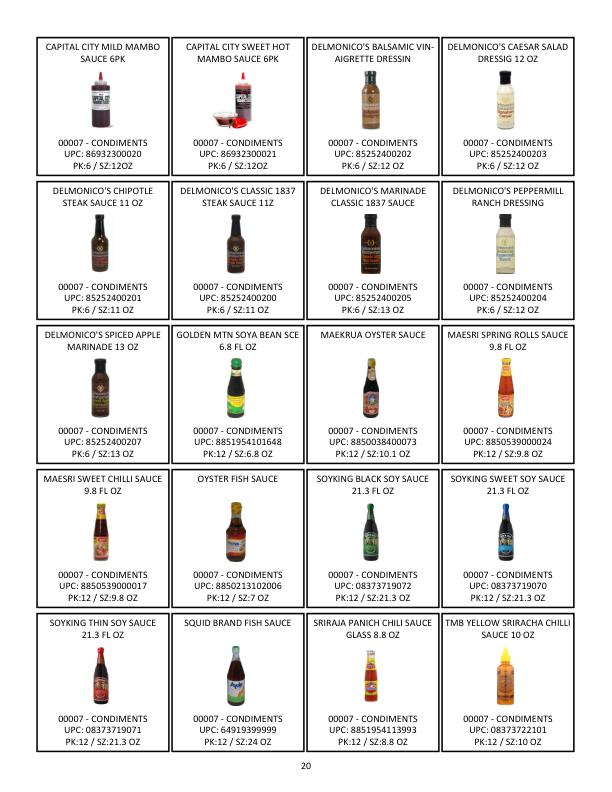 CAPITAL CITY MILD MAMBO
SAUCE 6PK
00007 - CONDIMENTS
UPC: 86932300020
PK:6 / SZ:12OZ
CAPITAL CITY SWEET HOT
MAMBO SAUCE 6PK
00007 - CONDIMENTS
UPC: 86932300021
PK:6 / SZ:12OZ
DELMONICO'S BALSAMIC VIN-
AIGRETTE DRESSIN
00007 - CONDIMENTS
UPC: 85252400202
PK:6 / SZ:12 OZ
DELMONICO'S CAESAR SALAD
DRESSIG 12 OZ
00007 - CONDIMENTS
UPC: 85252400203
PK:6 / SZ:12 OZ
DELMONICO'S CHIPOTLE
STEAK SAUCE 11 OZ
00007 - CONDIMENTS
UPC: 85252400201
PK:6 / SZ:11 OZ
DELMONICO'S CLASSIC 1837
STEAK SAUCE 11Z
00007 - CONDIMENTS
UPC: 85252400200
PK:6 / SZ:11 OZ
DELMONICO'S MARINADE
CLASSIC 1837 SAUCE
00007 - CONDIMENTS
UPC: 85252400205
PK:6 / SZ:13 OZ
DELMONICO'S PEPPERMILL
RANCH DRESSING
00007 - CONDIMENTS
UPC: 85252400204
PK:6 / SZ:12 OZ
DELMONICO'S SPICED APPLE
MARINADE 13 OZ
00007 - CONDIMENTS
UPC: 85252400207
PK:6 / SZ:13 OZ
GOLDEN MTN SOYA BEAN SCE
6.8 FL OZ
00007 - CONDIMENTS
UPC: 8851954101648
PK:12 / SZ:6.8 OZ
MAEKRUA OYSTER SAUCE
00007 - CONDIMENTS
UPC: 8850038400073
PK:12 / SZ:10.1 OZ
MAESRI SPRING ROLLS SAUCE
9.8 FL OZ
00007 - CONDIMENTS
UPC: 8850539000024
PK:12 / SZ:9.8 OZ
MAESRI SWEET CHILLI SAUCE
9.8 FL OZ
00007 - CONDIMENTS
UPC: 8850539000017
PK:12 / SZ:9.8 OZ
OYSTER FISH SAUCE
00007 - CONDIMENTS
UPC: 8850213102006
PK:12 / SZ:7 OZ
SOYKING BLACK SOY SAUCE
21.3 FL OZ
00007 - CONDIMENTS
UPC: 08373719072
PK:12 / SZ:21.3 OZ
SOYKING SWEET SOY SAUCE
21.3 FL OZ
00007 - CONDIMENTS
UPC: 08373719070
PK:12 / SZ:21.3 OZ
SOYKING THIN SOY SAUCE
21.3 FL OZ
00007 - CONDIMENTS
UPC: 08373719071
PK:12 / SZ:21.3 OZ
SQUID BRAND FISH SAUCE
00007 - CONDIMENTS
UPC: 64919399999
PK:12 / SZ:24 OZ
SRIRAJA PANICH CHILI SAUCE
GLASS 8.8 OZ
00007 - CONDIMENTS
UPC: 8851954113993
PK:12 / SZ:8.8 OZ
TMB YELLOW SRIRACHA CHILLI
SAUCE 10 OZ
00007 - CONDIMENTS
UPC: 08373722101
PK:12 / SZ:10 OZ
20